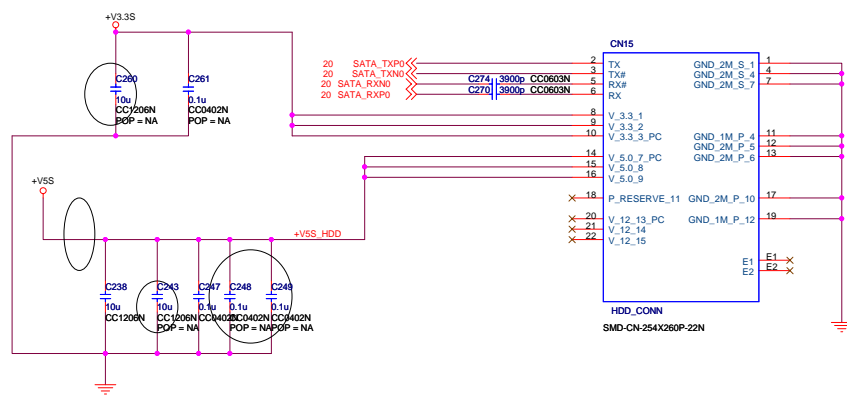 +V3.3S
CN15
20 SATA_TXP0
20 SATA_TXN0
20 SATA_RXN0
20 SATA_RXP0
C274 3900p CC0603N
C270 3900p CC0603N
2 TX
3 TX#
5 RX#
6 RX
8 V_3.3_1
9 V_3.3_2
10 V_3.3_3_PC
14 V_5.0_7_PC
15 V_5.0_8
16 V_5.0_9
18 P_RESERVE_11
20 V_12_13_PC
21 V_12_14
22 V_12_15
GND_2M_S_1 1
GND_2M_S_4 4
GND_2M_S_7 7
GND_1M_P_4 11
GND_2M_P_5 12
GND_2M_P_6 13
GND_2M_P_10 17
GND_1M_P_12 19
E1 E1
E2 E2
HDD_CONN
SMD-CN-254X260P-22N
C260
10u
CC1206N
POP = NA
C261
0.1u
CC0402N
POP = NA
+V5S
+V5S_HDD
C238
10u
CC1206N
C243
10u
CC1206N
POP = NA
C247
0.1u
CC0402N
C248
0.1u
CC0402N
POP = NA
C249
0.1u
CC0402N
POP = NA